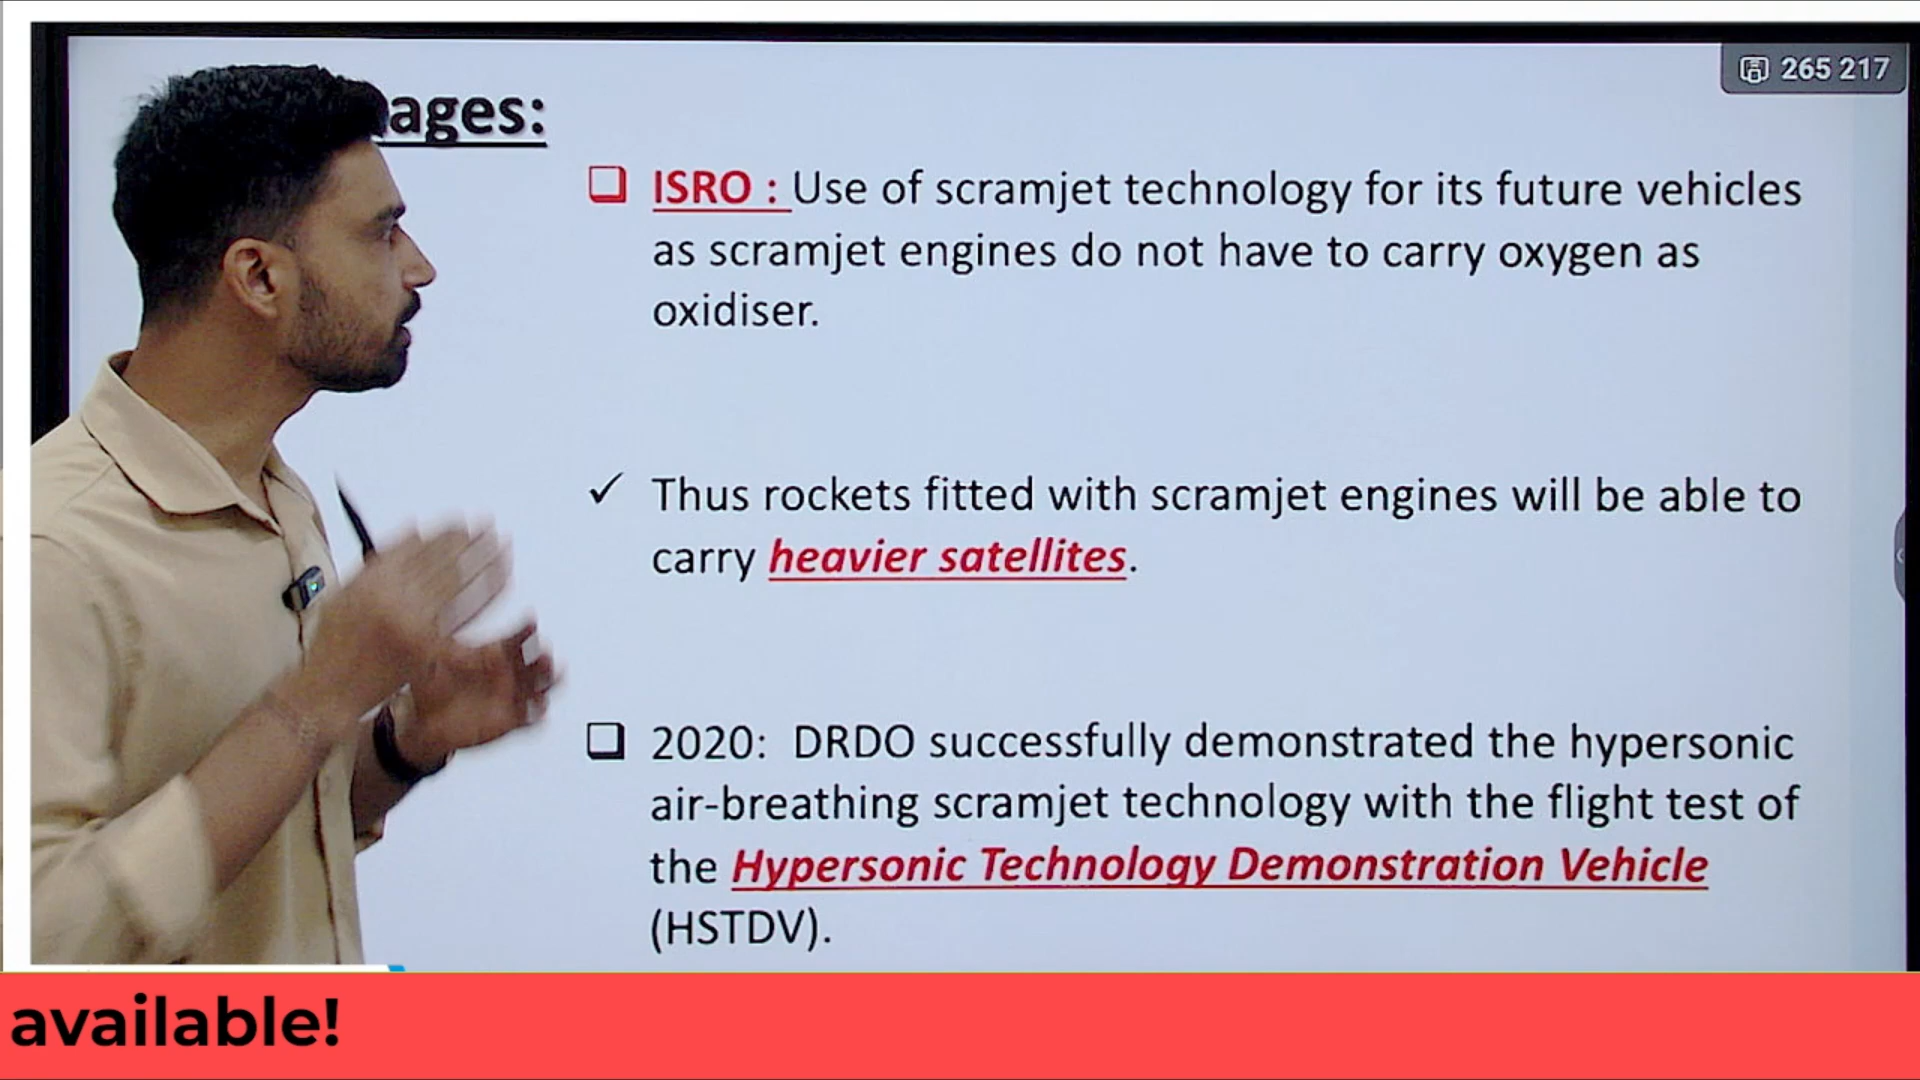 ages:
265 217
❑ ISRO : Use of scramjet technology for its future vehicles
as scramjet engines do not have to carry oxygen as
oxidiser.
✓ Thus rockets fitted with scramjet engines will be able to
carry heavier satellites.
❑ 2020: DRDO successfully demonstrated the hypersonic
air-breathing scramjet technology with the flight test of
the Hypersonic Technology Demonstration Vehicle
(HSTDV).
available!